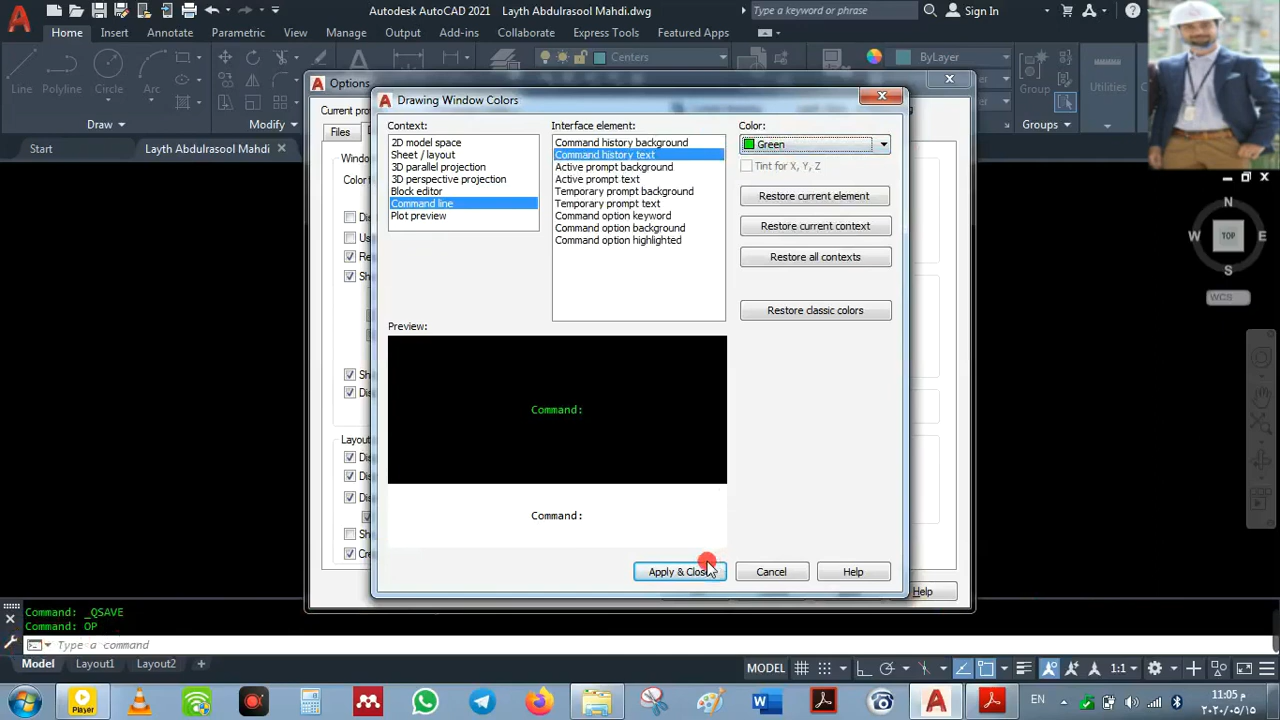 Autodesk AutoCAD 2021 Layth Abdulrasool Mahdi.dwg
Type a keyword or phrase
Sign In
Home Insert Annotate Parametric View Manage Output Add-ins Collaborate Express Tools Featured Apps
Centers
ByLayer
Line Polyline Circle Arc
Group
Utilities
Draw
Modify
Groups
Start
Layth Abdulrasool Mahdi*
Options
Files
Help
Drawing Window Colors
Context:
2D model space
Sheet / layout
3D parallel projection
3D perspective projection
Block editor
Command line
Plot preview
Interface element:
Command history background
Command history text
Active prompt background
Active prompt text
Temporary prompt background
Temporary prompt text
Command option keyword
Command option background
Command option highlighted
Color:
Green
Tint for X, Y, Z
Restore current element
Restore current context
Restore all contexts
Restore classic colors
Preview:
Command:
Command:
Apply & Close
Cancel
Help
N
W TOP E
S
WCS
Command: _QSAVE
Command: OP
Type a command
Model Layout1 Layout2 +
MODEL
1:1
Player
EN
11:05 م
٢٠٢٠/٠٥/١٥